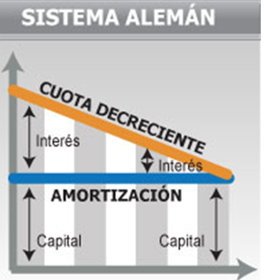 SISTEMA ALEMÁN
CUOTA DECRECIENTE
Interés
Interés
AMORTIZACIÓN
Capital
Capital